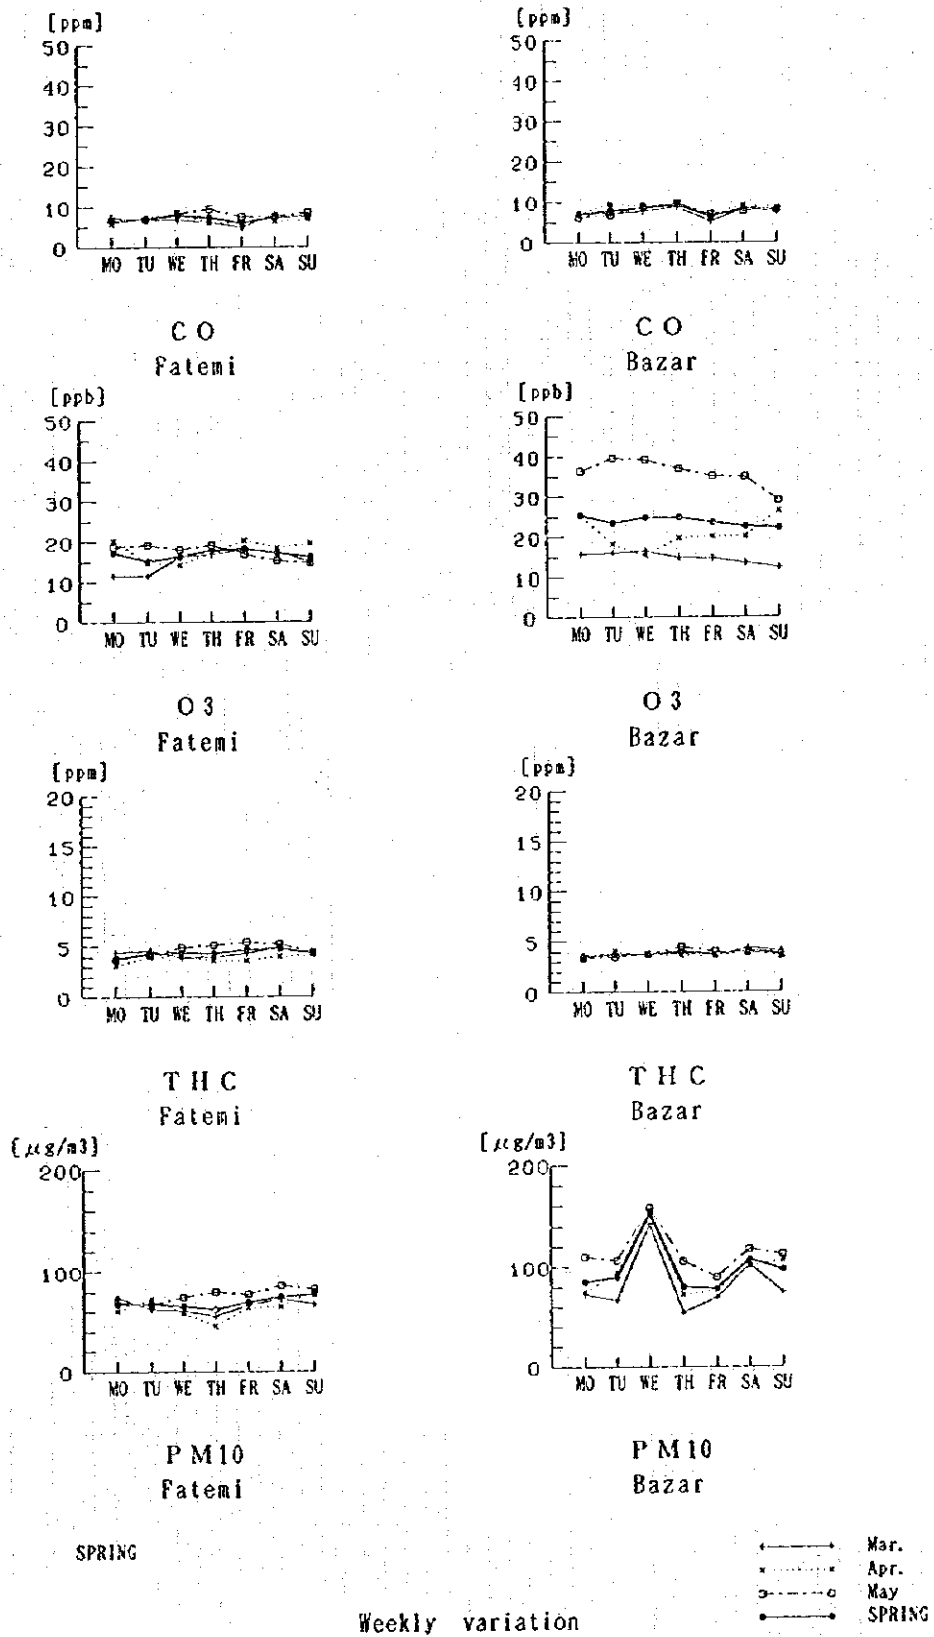 [ppm]
50
40
30
20
10
0
MO TU WE TH FR SA SU
CO
Fatemi
[ppm]
50
40
30
20
10
0
MO TU WE TH FR SA SU
CO
Bazar
[ppb]
50
40
30
20
10
0
MO TU WE TH FR SA SU
O3
Fatemi
[ppb]
50
40
30
20
10
0
MO TU WE TH FR SA SU
O3
Bazar
[ppm]
20
15
10
5
0
MO TU WE TH FR SA SU
THC
Fatemi
[ppm]
20
15
10
5
0
MO TU WE TH FR SA SU
THC
Bazar
[μg/m3]
200
100
0
MO TU WE TH FR SA SU
PM10
Fatemi
[μg/m3]
200
100
0
MO TU WE TH FR SA SU
PM10
Bazar
SPRING
Mar.
Apr.
May
SPRING
Weekly variation